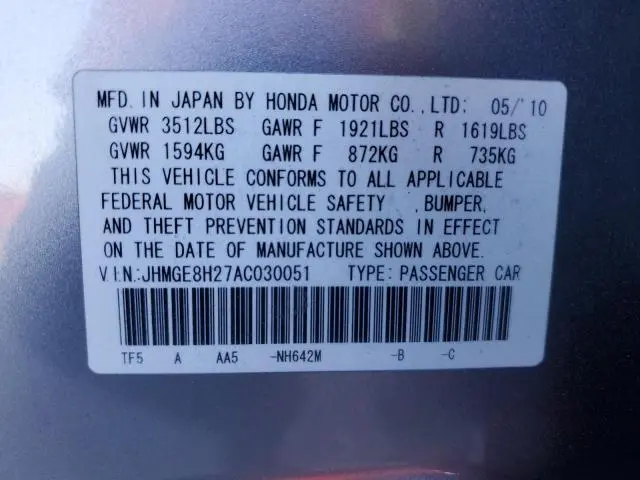 MFD. IN JAPAN BY HONDA MOTOR CO.,LTD: 05/'10
GVWR 3512LBS GAWR F 1921LBS R 1619LBS
GVWR 1594KG GAWR F 872KG R 735KG
THIS VEHICLE CONFORMS TO ALL APPLICABLE
FEDERAL MOTOR VEHICLE SAFETY ,BUMPER,
AND THEFT PREVENTION STANDARDS IN EFFECT
ON THE DATE OF MANUFACTURE SHOWN ABOVE.
V.I.N.:JHMGE8H27AC030051 TYPE: PASSENGER CAR
TF5 A AA5 -NH642M -B -C